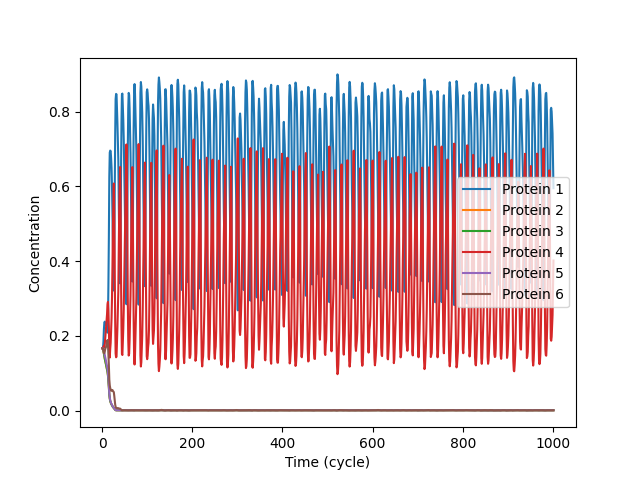 0.8
0.6
0.4
0.2
0.0
Concentration
0 200 400 600 800 1000
Time (cycle)
Protein 1
Protein 2
Protein 3
Protein 4
Protein 5
Protein 6